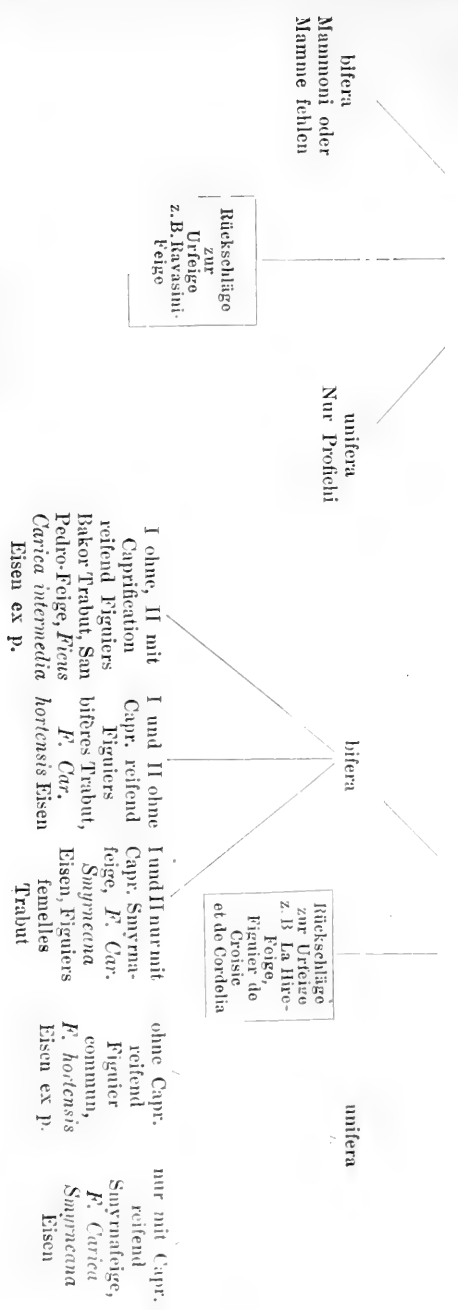 bifera
Mammoni oder
Mamme fehlen
Rückschläge
zur
Urfeige
z. B. Ravasini-
Feige
unifera
Nur Profichi
bifera
Rückschläge
zur Urfeige
z. B La Hire-
Feige,
Figuier de
Croisic
et de Cordelia
unifera
I ohne, II mit
Caprification
reifend Figuiers
Bakor Trabut, San
Pedro-Feige, Ficus
Carica intermedia
Eisen ex p.
I und II ohne
Capr. reifend
Figuiers
bifères Trabut,
F. Car.
hortensis Eisen
I und II nur mit
Capr. Smyrna-
feige, F. Car.
Smyrneana
Eisen, Figuiers
femelles
Trabut
ohne Capr.
reifend
Figuier
commun,
F. hortensis
Eisen ex p.
nur mit Capr.
reifend
Smyrnafeige,
F. Carica
Smyrneana
Eisen